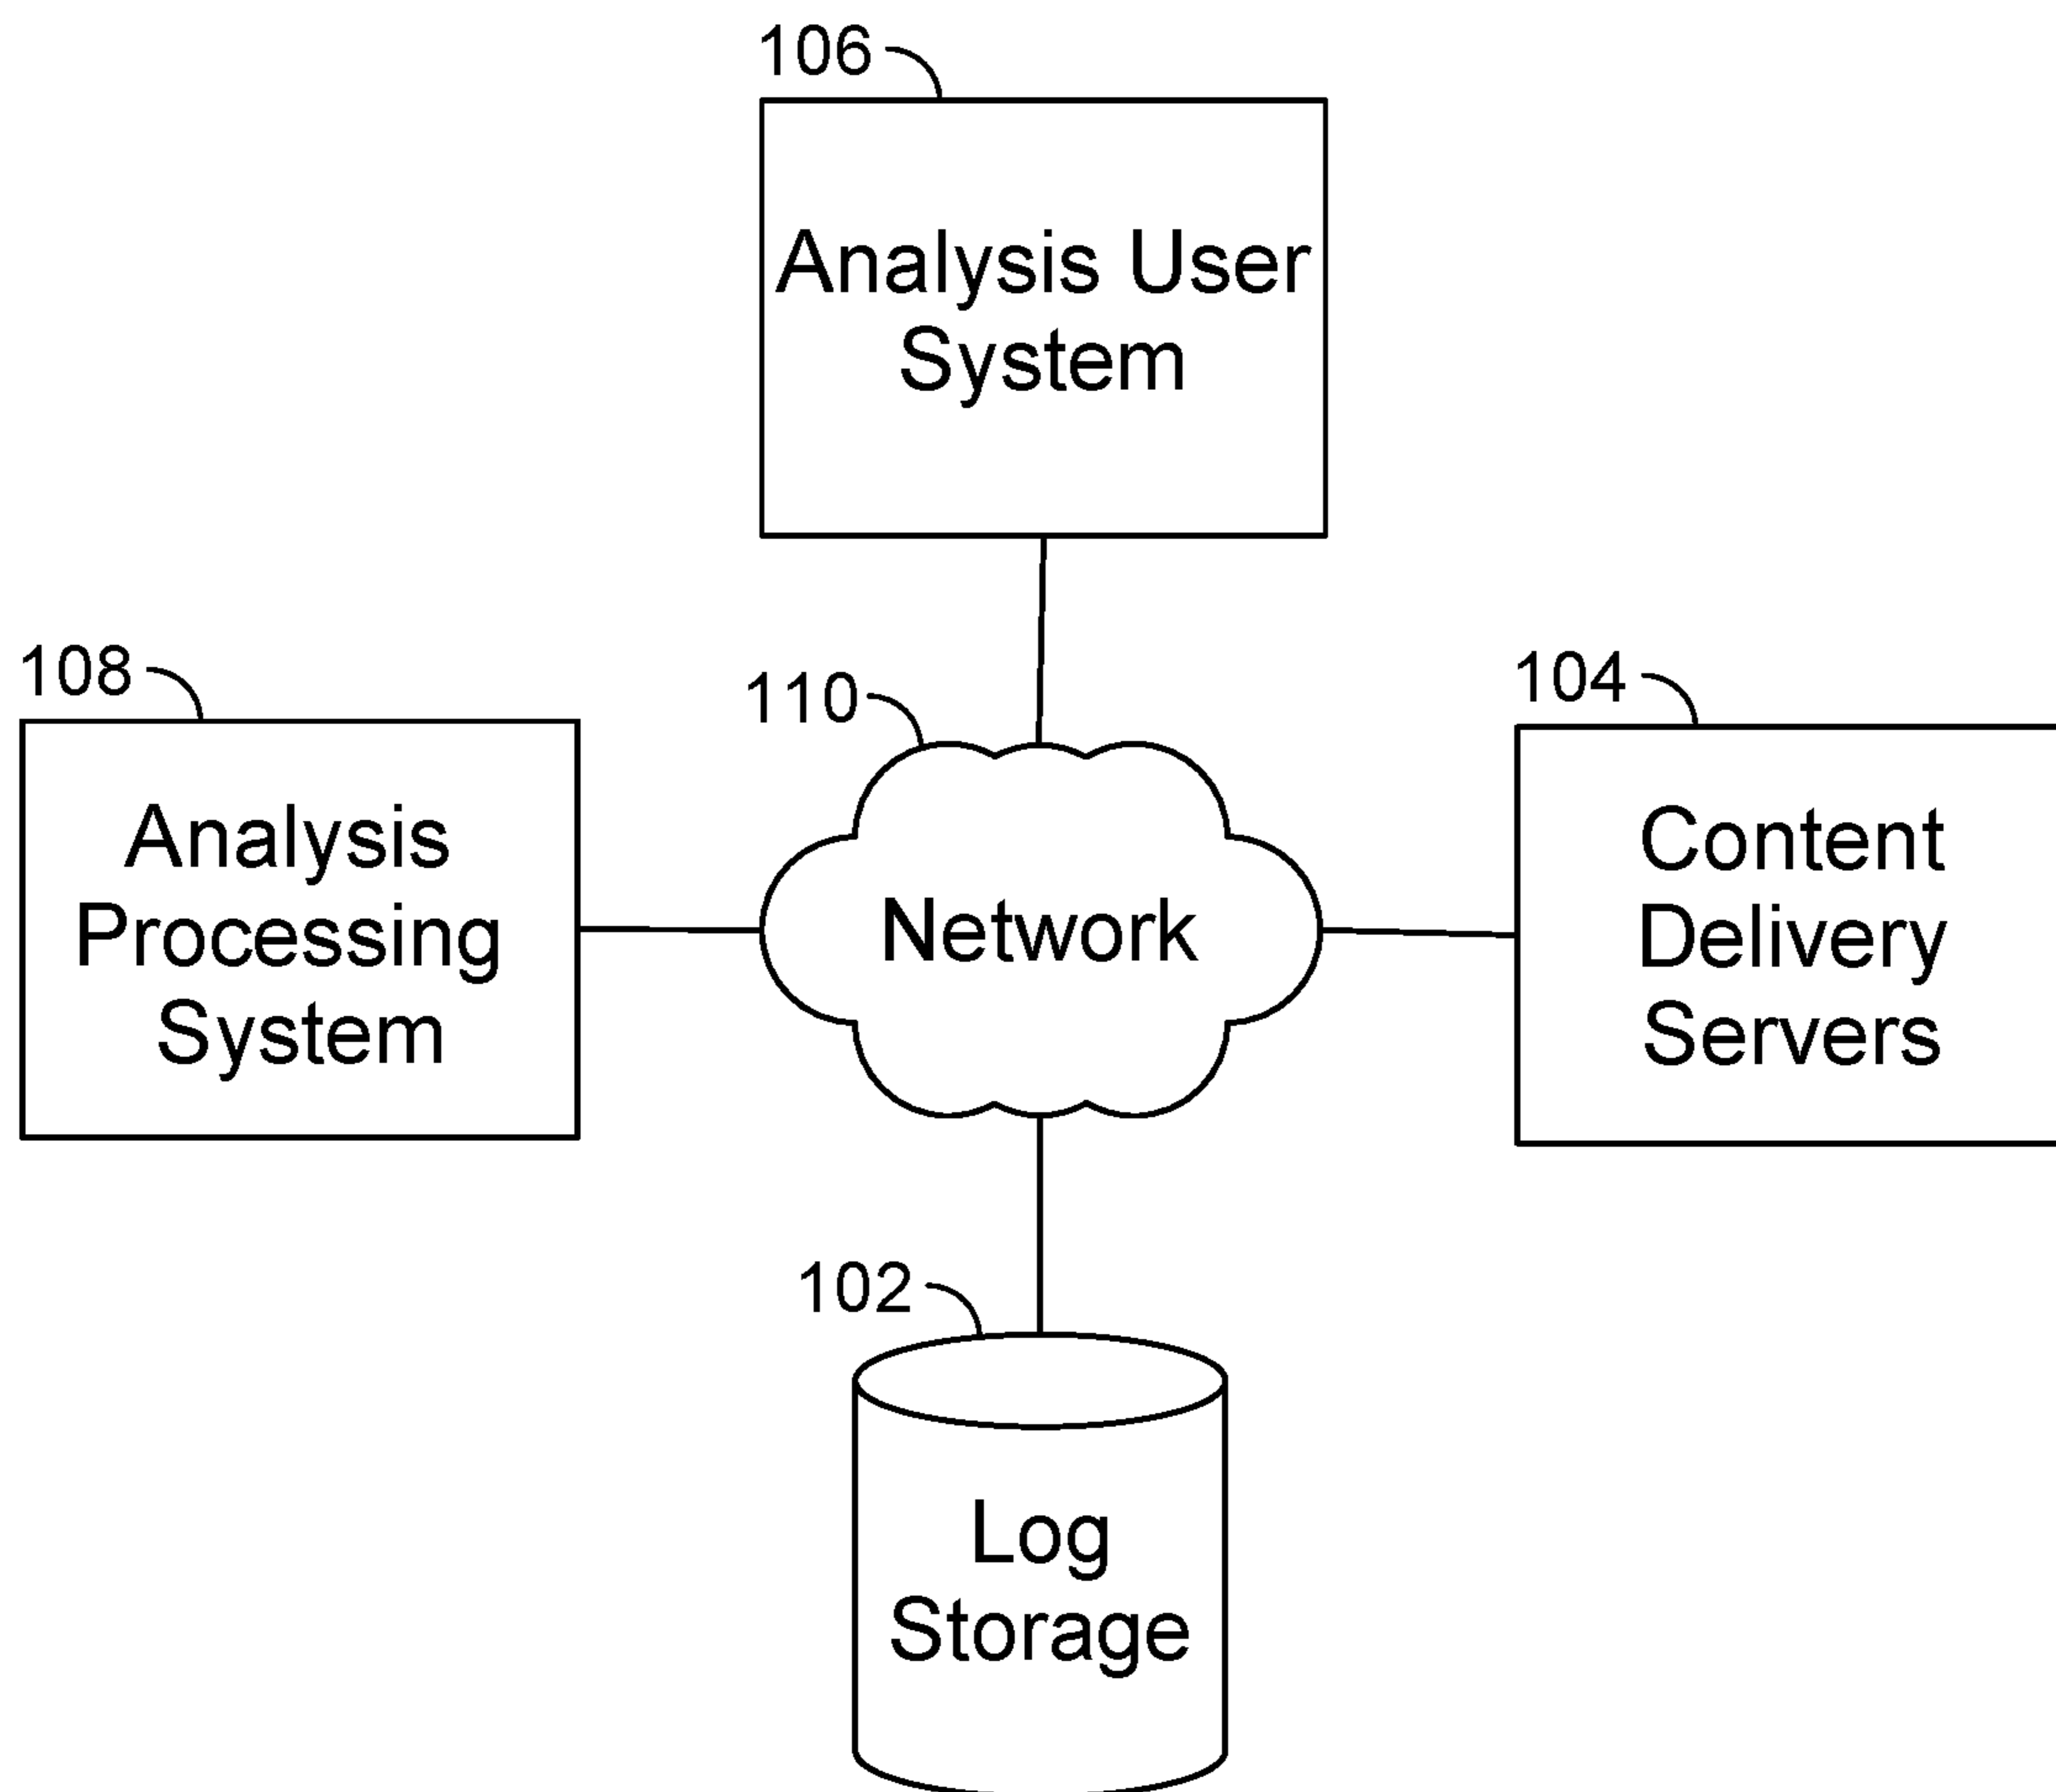 106
Analysis User
System
108
110
104
Analysis
Processing
System
Network
Content
Delivery
Servers
102
Log
Storage